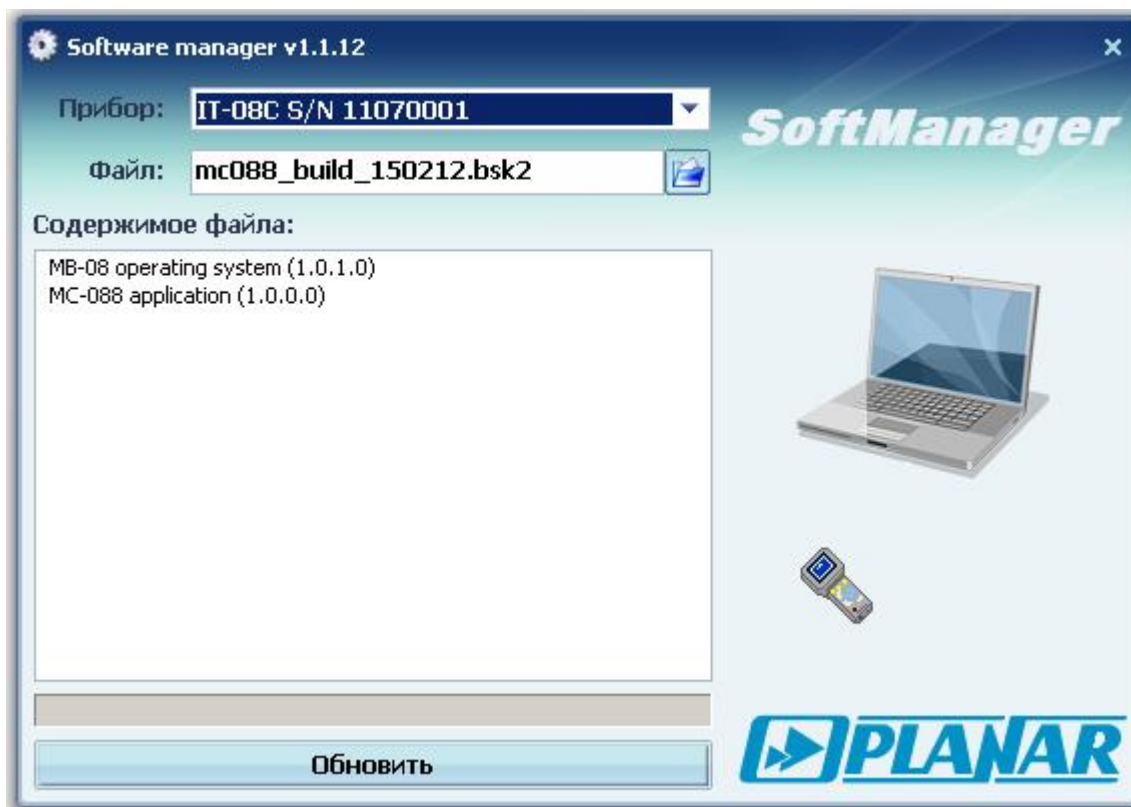 Software manager v1.1.12
Прибор: IT-08C S/N 11070001
SoftManager
Файл: mc088_build_150212.bsk2
Содержимое файла:
MB-08 operating system (1.0.1.0)
MC-088 application (1.0.0.0)
Обновить
PLANAR